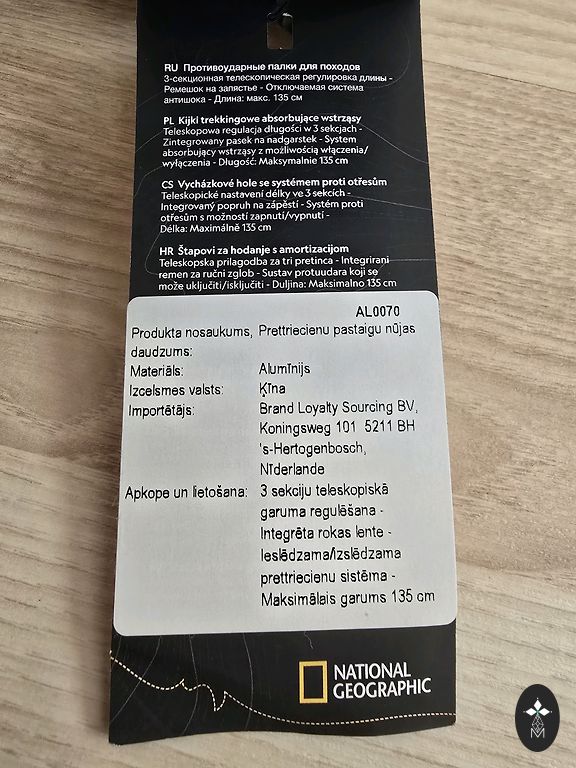 RU Противоударные палки для походов
3-секционная телескопическая регулировка длины -
Ремешок на запястье - Отключаемая система
антишока - Длина: макс. 135 см
PL Kijki trekkingowe absorbujące wstrząsy
Teleskopowa regulacja długości w 3 sekcjach -
Zintegrowany pasek na nadgarstek - System
absorbujący wstrząsy z możliwością włączenia/
wyłączenia - Długość: Maksymalnie 135 cm
CS Vycházkové hole se systémem proti otřesům
Teleskopické nastavení délky ve 3 sekcích -
Integrovaný popruh na zápěstí - Systém proti
otřesům s možností zapnutí/vypnutí -
Délka: Maximálně 135 cm
HR Štapovi za hodanje s amortizacijom
Teleskopska prilagodba za tri pretinca - Integrirani
remen za ručni zglob - Sustav protuudara koji se
može uključiti/isključiti - Duljina: Maksimalno 135 cm
AL0070
Produkta nosaukums, Prettriecienu pastaigu nūjas
daudzums:
Materiāls: Alumīnijs
Izcelsmes valsts: Ķīna
Importētājs: Brand Loyalty Sourcing BV,
Koningsweg 101 5211 BH
's-Hertogenbosch,
Nīderlande
Apkope un lietošana: 3 sekciju teleskopiskā
garuma regulēšana -
Integrēta rokas lente -
Ieslēdzama/izslēdzama
prettriecienu sistēma -
Maksimālais garums 135 cm
NATIONAL
GEOGRAPHIC
M